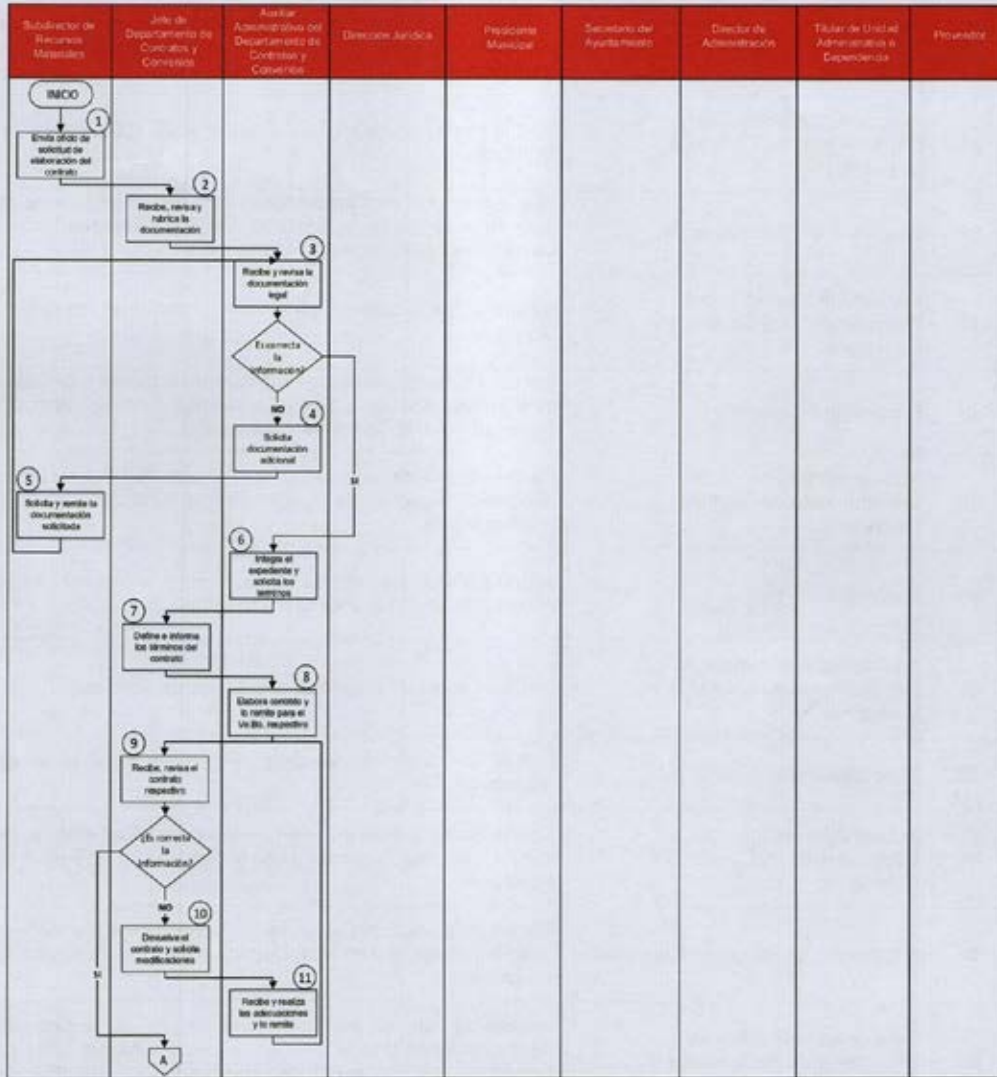 Subdirector de
Recursos
Materiales
Jefe de
Departamento de
Contratos y
Convenios
Auxiliar
Administrativo del
Departamento de
Contratos y
Convenios
Dirección Jurídica
Presidente
Municipal
Secretario del
Ayuntamiento
Director de
Administración
Titular de Unidad
Administrativa o
Dependencia
Proveedor
INICIO
1
Envía oficio de
solicitud de
elaboración del
contrato
2
Recibe, revisa y
rubrica la
documentación
3
Recibe y revisa la
documentación
legal
Es correcta
la
información?
NO
SI
4
Solicita
documentación
adicional
5
Solicita y remite la
documentación
solicitada
6
Integra el
expediente y
solicita los
terminos
7
Define e informa
los términos del
contrato
8
Elabora contrato y
lo remite para el
Vo.Bo. respectivo
9
Recibe, revisa el
contrato
respectivo
¿Es correcta
la
información?
NO
SI
10
Devuelve el
contrato y solicita
modificaciones
11
Recibe y realiza
las adecuaciones
y lo remite
A